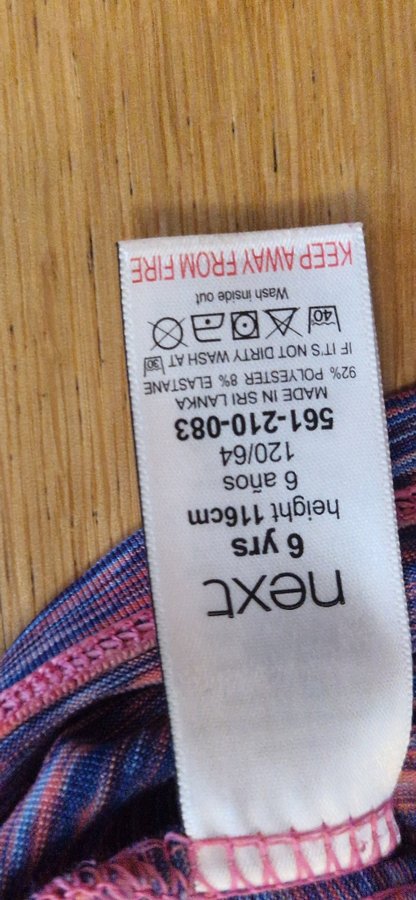 next
6 yrs
height 116cm
6 años
120/64
561-210-083
MADE IN SRI LANKA
92% POLYESTER 8% ELASTANE
IF IT'S NOT DIRTY WASH AT 30
40
Wash inside out
KEEP AWAY FROM FIRE